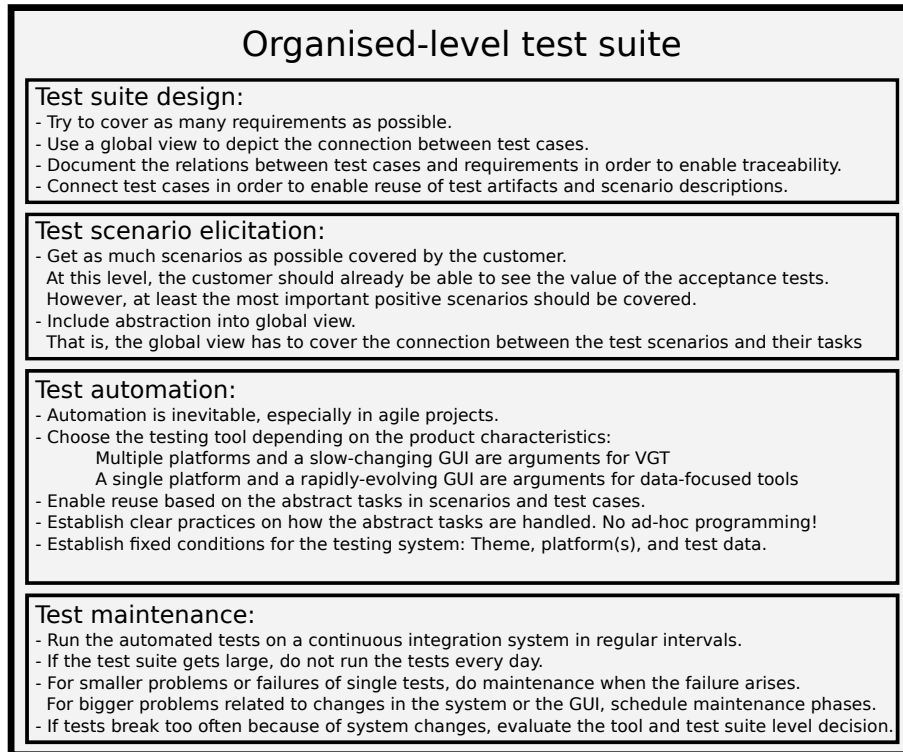 Organised-level test suite
Test suite design:
- Try to cover as many requirements as possible.
- Use a global view to depict the connection between test cases.
- Document the relations between test cases and requirements in order to enable traceability.
- Connect test cases in order to enable reuse of test artifacts and scenario descriptions.
Test scenario elicitation:
- Get as much scenarios as possible covered by the customer.
At this level, the customer should already be able to see the value of the acceptance tests.
However, at least the most important positive scenarios should be covered.
- Include abstraction into global view.
That is, the global view has to cover the connection between the test scenarios and their tasks
Test automation:
- Automation is inevitable, especially in agile projects.
- Choose the testing tool depending on the product characteristics:
Multiple platforms and a slow-changing GUI are arguments for VGT
A single platform and a rapidly-evolving GUI are arguments for data-focused tools
- Enable reuse based on the abstract tasks in scenarios and test cases.
- Establish clear practices on how the abstract tasks are handled. No ad-hoc programming!
- Establish fixed conditions for the testing system: Theme, platform(s), and test data.
Test maintenance:
- Run the automated tests on a continuous integration system in regular intervals.
- If the test suite gets large, do not run the tests every day.
- For smaller problems or failures of single tests, do maintenance when the failure arises.
For bigger problems related to changes in the system or the GUI, schedule maintenance phases.
- If tests break too often because of system changes, evaluate the tool and test suite level decision.